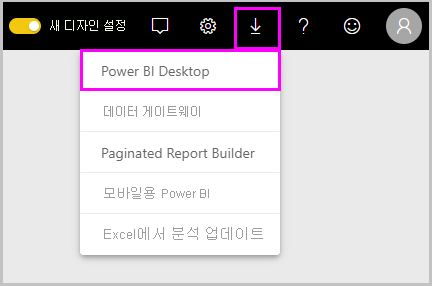 새 디자인 설정
Power BI Desktop
데이터 게이트웨이
Paginated Report Builder
모바일용 Power BI
Excel에서 분석 업데이트